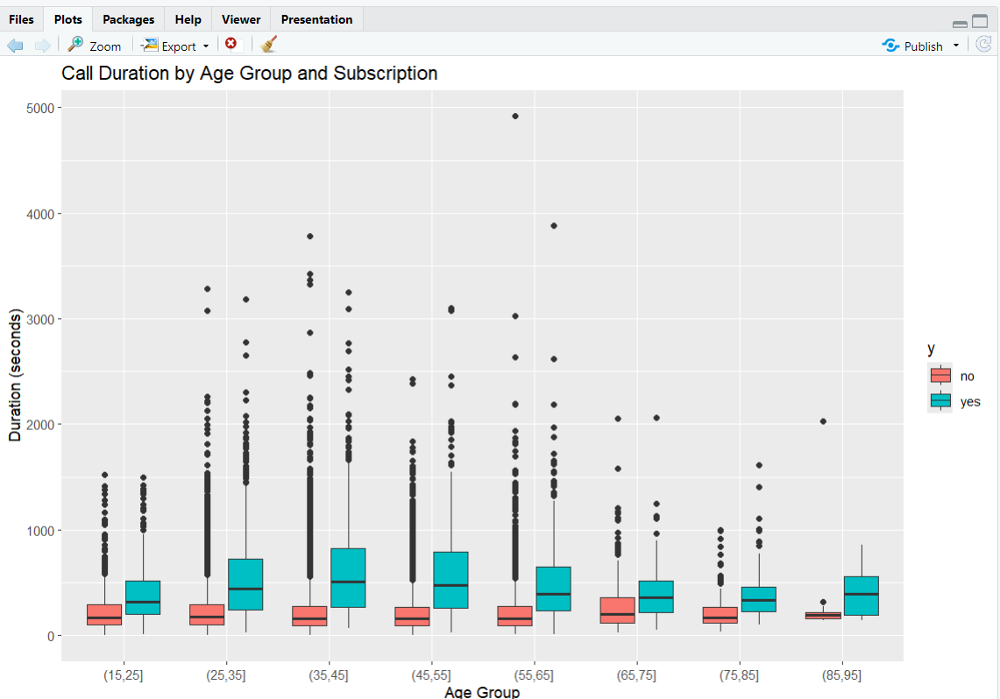 Files Plots Packages Help Viewer Presentation
Zoom Export Publish
Call Duration by Age Group and Subscription
5000
4000
3000
2000
1000
0
Duration (seconds)
(15,25] (25,35] (35,45] (45,55] (55,65] (65,75] (75,85] (85,95]
Age Group
y
no
yes